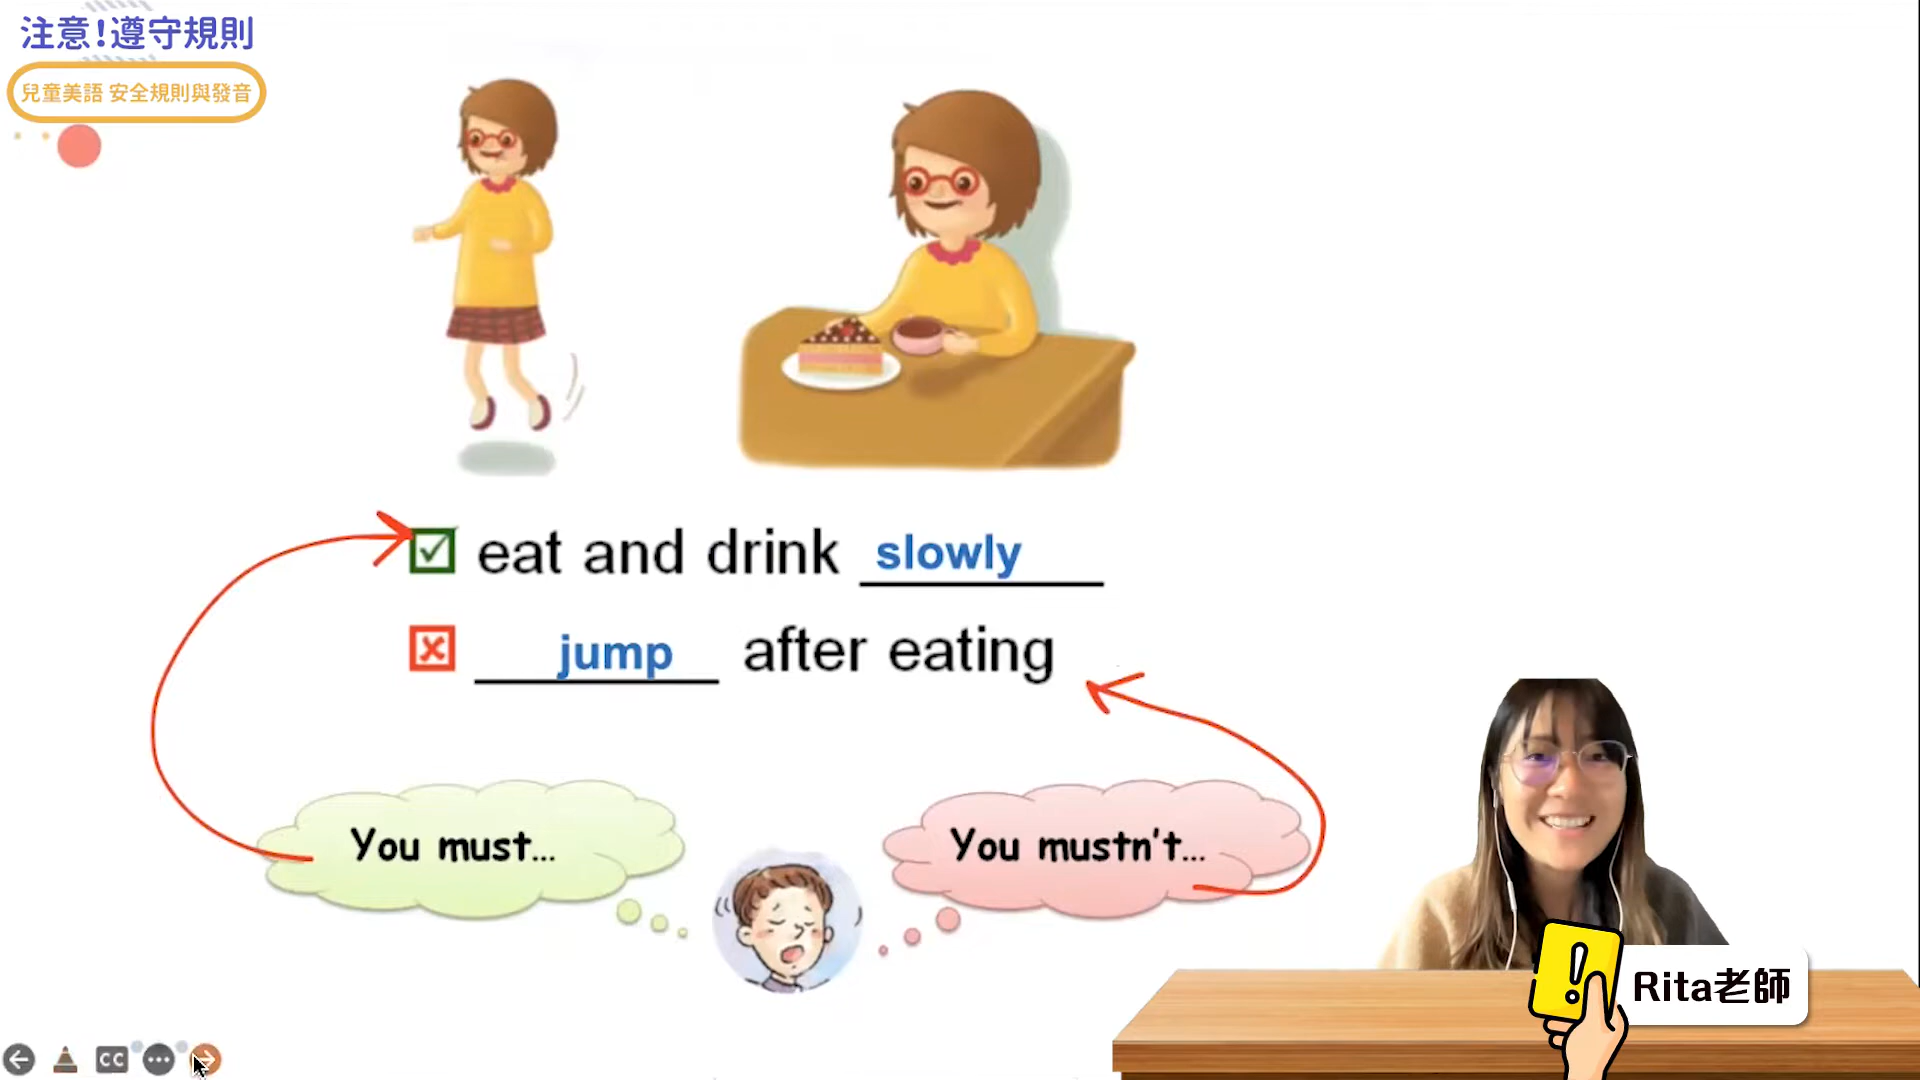 注意!遵守規則
兒童美語 安全規則與發音
eat and drink slowly
jump after eating
You must...
You mustn't...
Rita老師
CC